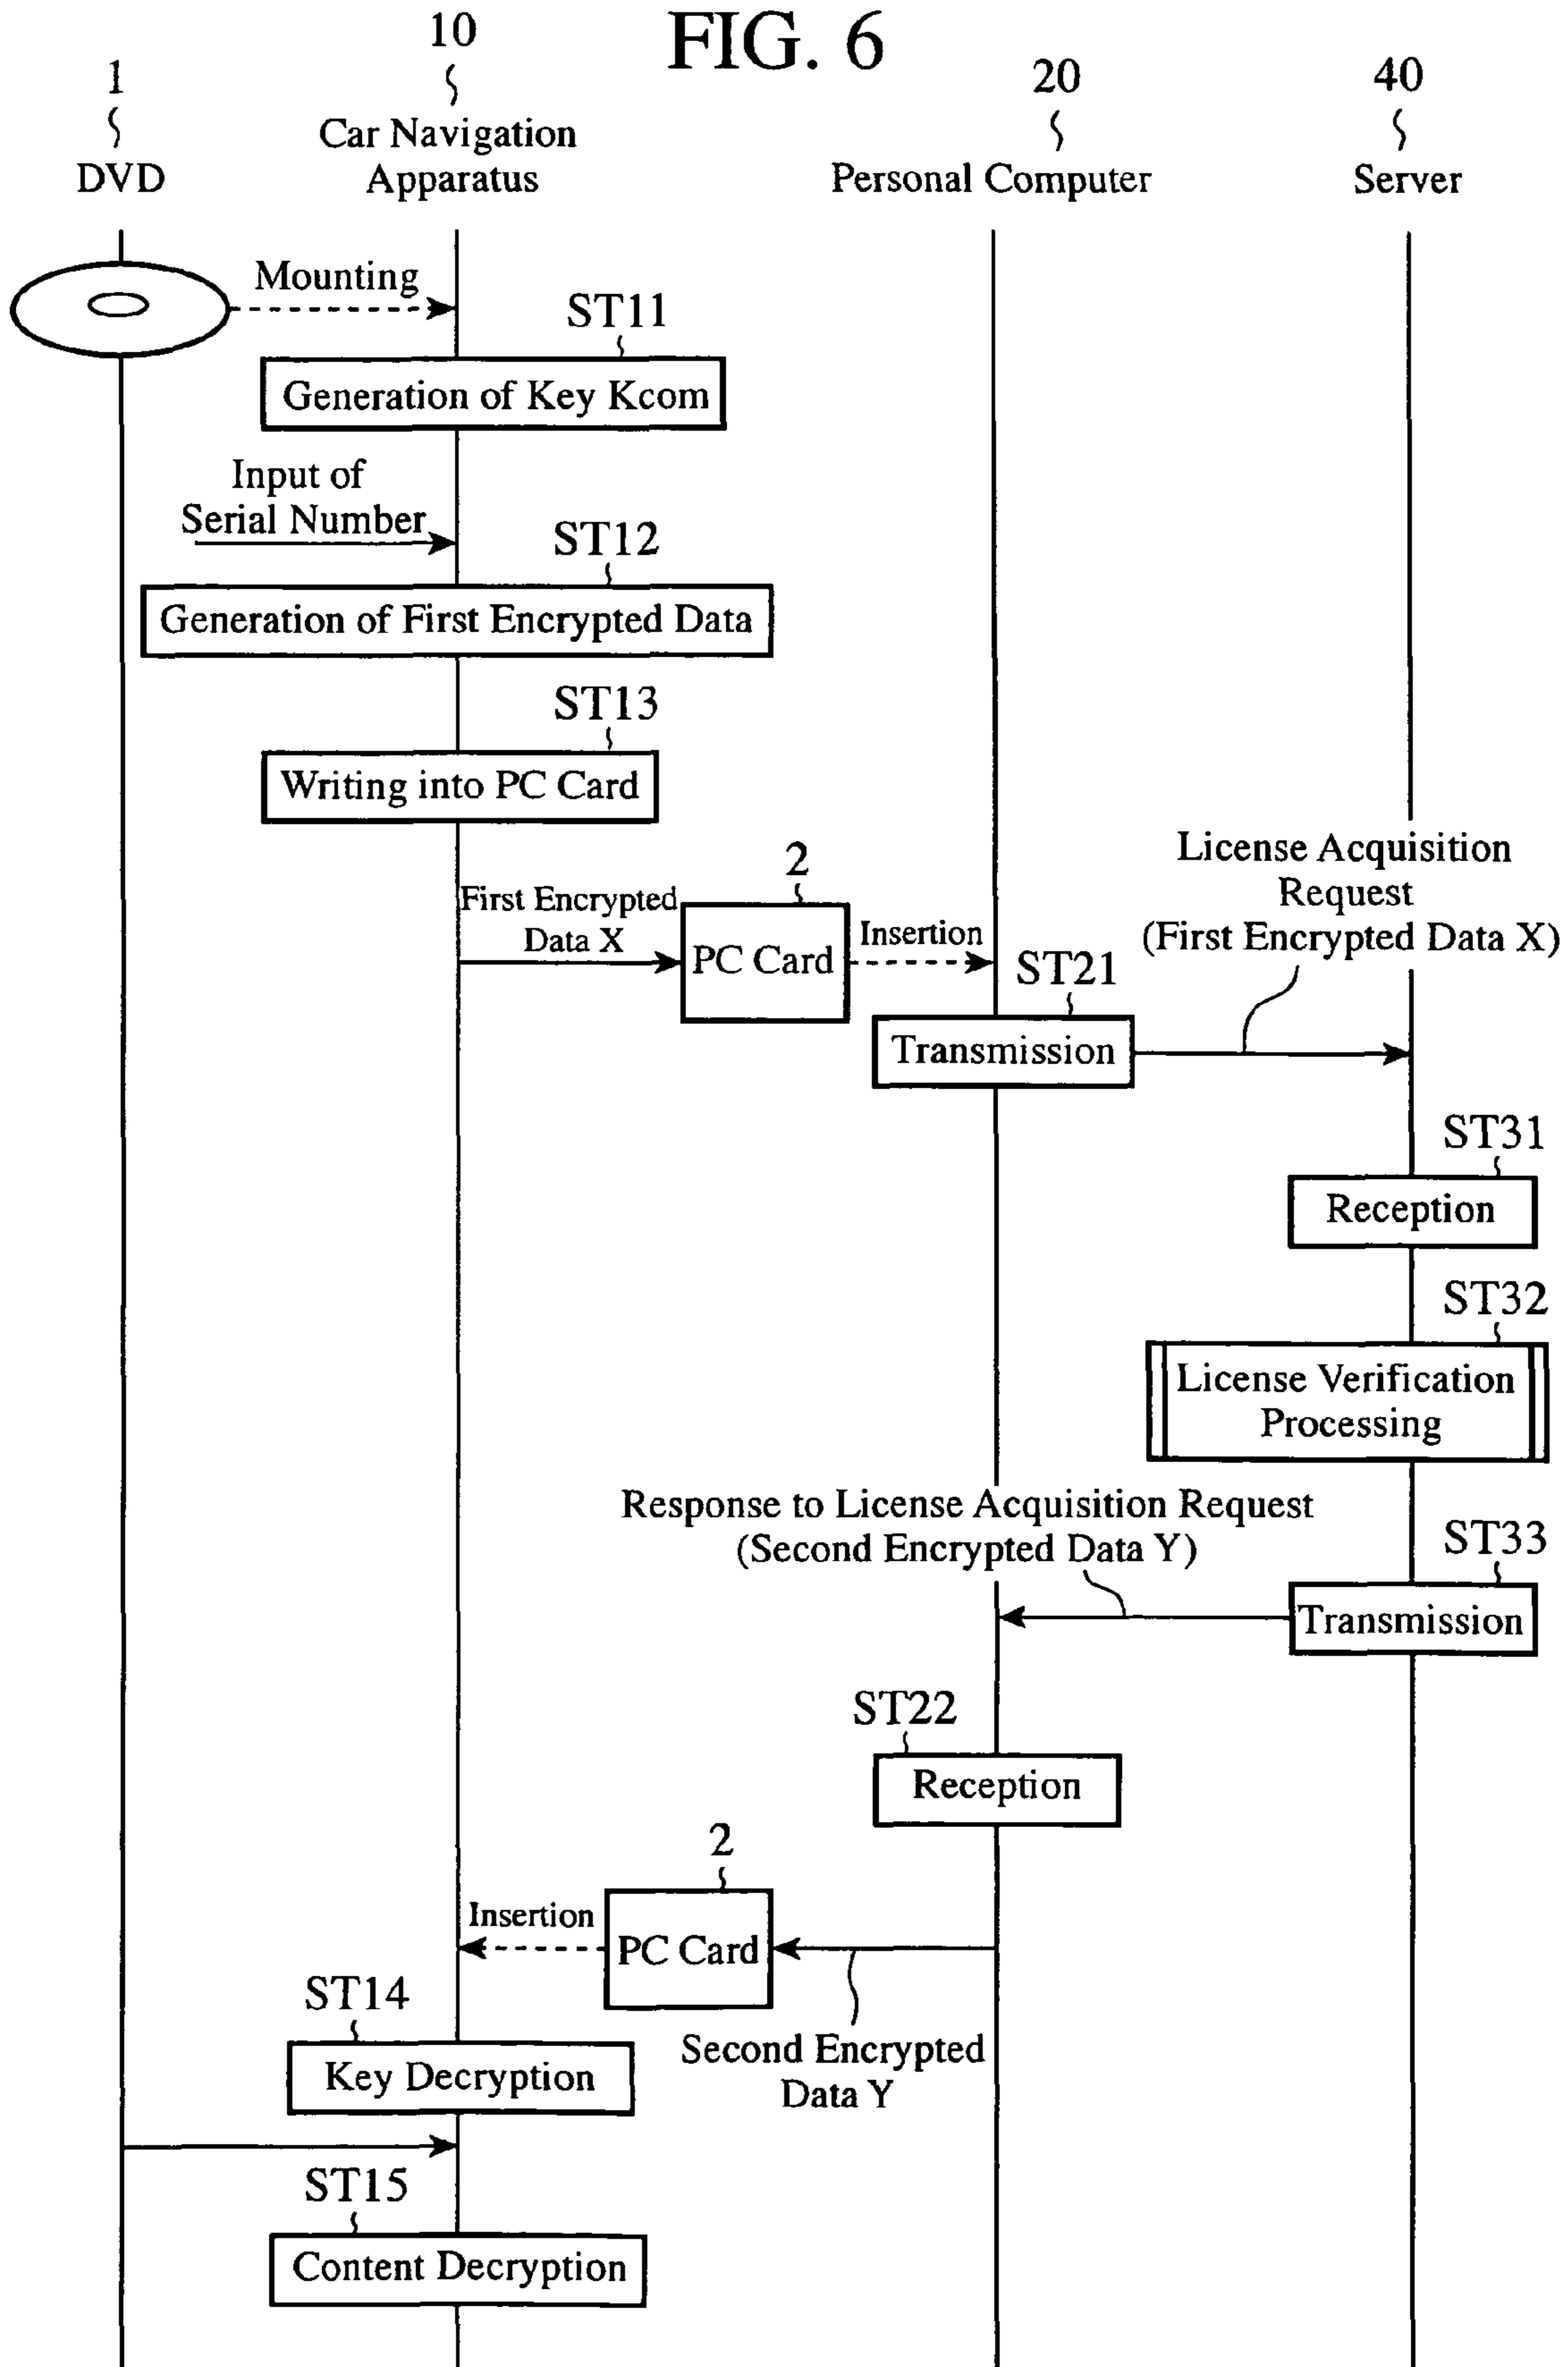 FIG. 6
1
10
20
40
DVD
Car Navigation
Apparatus
Personal Computer
Server
Mounting
ST11
Generation of Key Kcom
Input of
Serial Number
ST12
Generation of First Encrypted Data
ST13
Writing into PC Card
First Encrypted
Data X
2
PC Card
Insertion
License Acquisition
Request
(First Encrypted Data X)
ST21
Transmission
ST31
Reception
ST32
License Verification
Processing
Response to License Acquisition Request
(Second Encrypted Data Y)
ST33
Transmission
ST22
Reception
2
Insertion
PC Card
Second Encrypted
Data Y
ST14
Key Decryption
ST15
Content Decryption